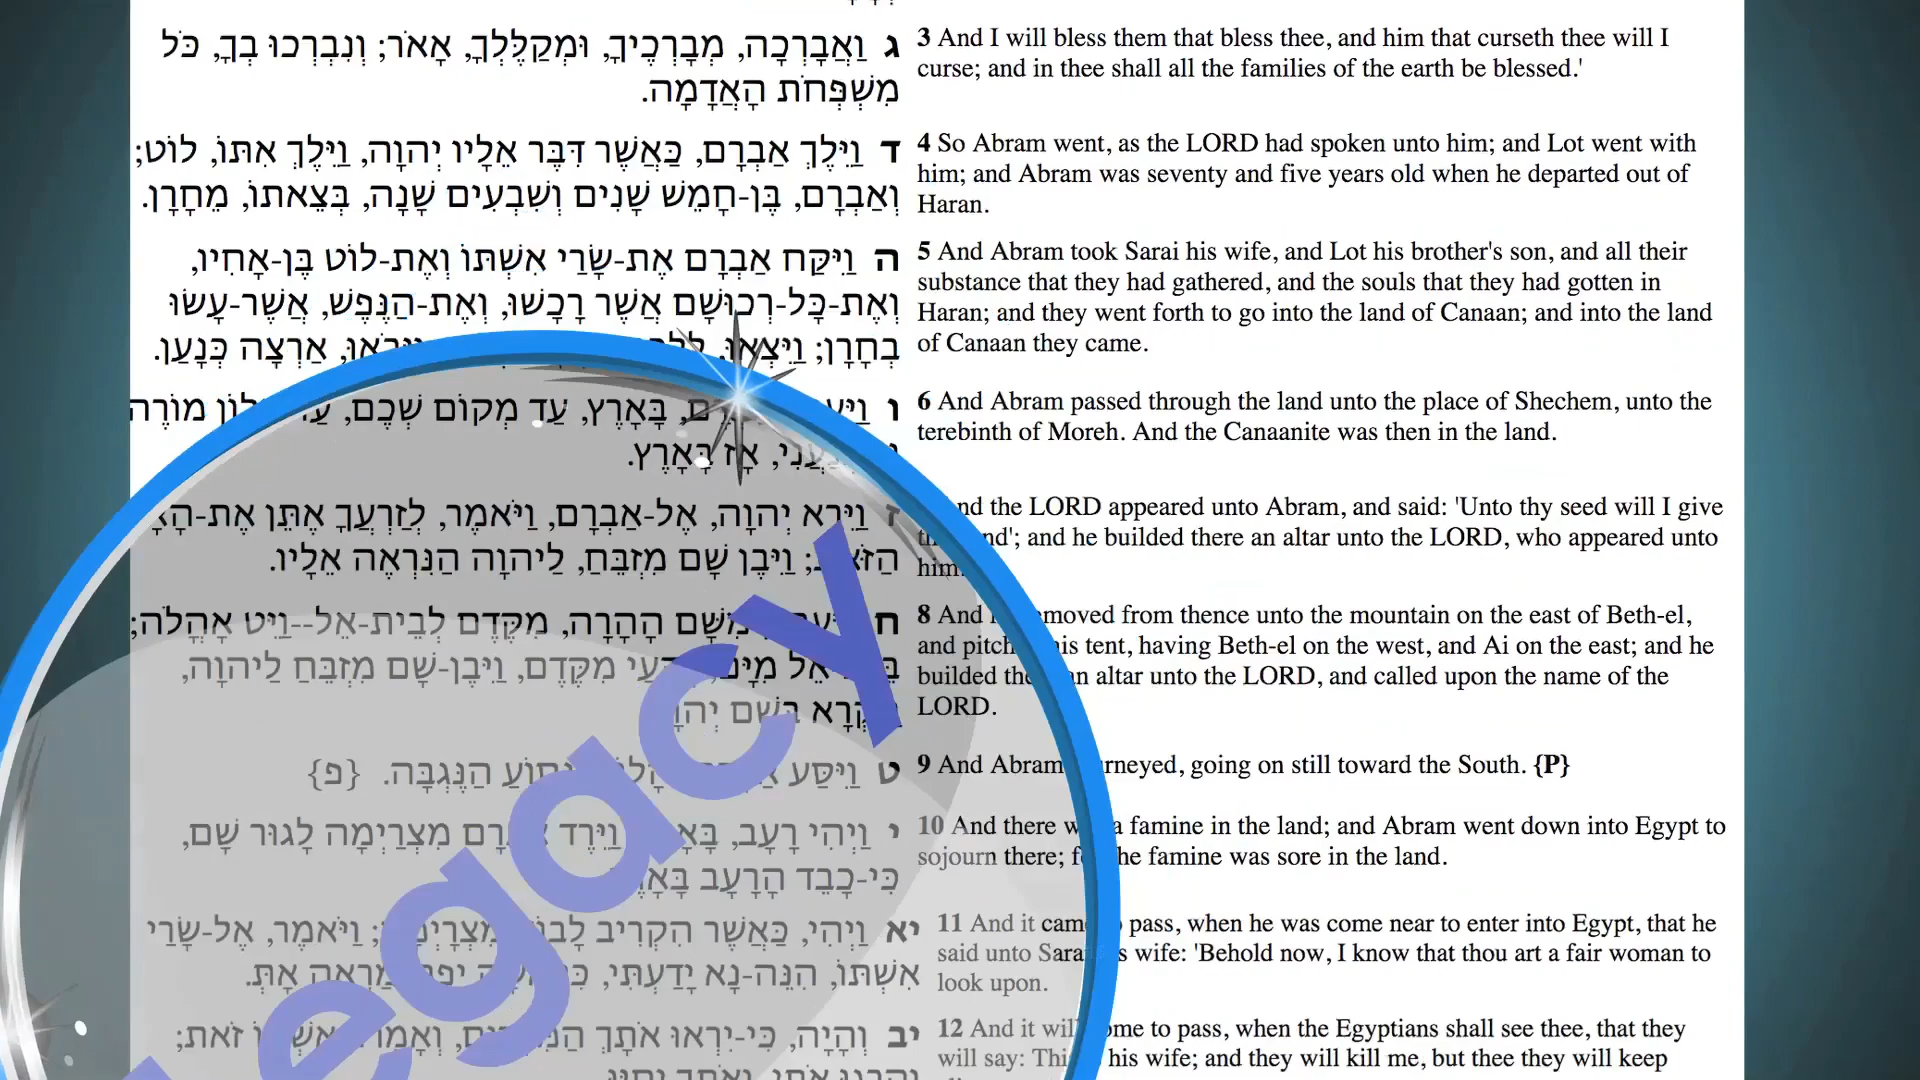 ג וַאֲבָרְכָה, מְבָרְכֶיךָ, וּמְקַלֶּלְךָ, אָאֹר; וְנִבְרְכוּ בְךָ, כֹּל
מִשְׁפְּחֹת הָאֲדָמָה.
3 And I will bless them that bless thee, and him that curseth thee will I
curse; and in thee shall all the families of the earth be blessed.'
ד וַיֵּלֶךְ אַבְרָם, כַּאֲשֶׁר דִּבֶּר אֵלָיו יְהוָה, וַיֵּלֶךְ אִתּוֹ, לוֹט;
וְאַבְרָם, בֶּן-חָמֵשׁ שָׁנִים וְשִׁבְעִים שָׁנָה, בְּצֵאתוֹ, מֵחָרָן.
4 So Abram went, as the LORD had spoken unto him; and Lot went with
him; and Abram was seventy and five years old when he departed out of
Haran.
ה וַיִּקַּח אַבְרָם אֶת-שָׂרַי אִשְׁתּוֹ וְאֶת-לוֹט בֶּן-אָחִיו,
וְאֶת-כָּל-רְכוּשָׁם אֲשֶׁר רָכָשׁוּ, וְאֶת-הַנֶּפֶשׁ, אֲשֶׁר-עָשׂוּ
בְחָרָן; וַיֵּצְאוּ, אַרְצָה כְּנָעַן.
5 And Abram took Sarai his wife, and Lot his brother's son, and all their
substance that they had gathered, and the souls that they had gotten in
Haran; and they went forth to go into the land of Canaan; and into the land
of Canaan they came.
ו בָּאָרֶץ, עַד מְקוֹם שְׁכֶם, מוֹרֶה
אָז בָּאָרֶץ.
6 And Abram passed through the land unto the place of Shechem, unto the
terebinth of Moreh. And the Canaanite was then in the land.
ז וַיֵּרָא יְהוָה, אֶל-אַבְרָם, וַיֹּאמֶר, לְזַרְעֲךָ אֶתֵּן
וַיִּבֶן שָׁם מִזְבֵּחַ, לַיהוָה הַנִּרְאֶה אֵלָיו.
the LORD appeared unto Abram, and said: 'Unto thy seed will I give
and he builded there an altar unto the LORD, who appeared unto
him.
ח מִשָּׁם הָהָרָה, מִקֶּדֶם לְבֵית-אֵל--וַיֵּט אָהֳלֹה;
מִקֶּדֶם, וַיִּבֶן-שָׁם מִזְבֵּחַ לַיהוָה,
בְּשֵׁם
8 And removed from thence unto the mountain on the east of Beth-el,
and tent, having Beth-el on the west, and Ai on the east; and he
builded an altar unto the LORD, and called upon the name of the
LORD.
ט וַיִּסַּע הַנֶּגְבָּה. {פ}
9 And Abram going on still toward the South. {P}
י וַיְהִי רָעָב, וַיֵּרֶד מִצְרַיְמָה לָגוּר שָׁם,
כִּי-כָבֵד הָרָעָב
10 And there a famine in the land; and Abram went down into Egypt to
sojourn there; the famine was sore in the land.
יא וַיְהִי, כַּאֲשֶׁר הִקְרִיב וַיֹּאמֶר, אֶל-שָׂרַי
אִשְׁתּוֹ, הִנֵּה-נָא יָדַעְתִּי, אָתְּ.
11 And it came pass, when he was come near to enter into Egypt, that he
said unto wife: 'Behold now, I know that thou art a fair woman to
look upon.
יב וְהָיָה, כִּי-יִרְאוּ אֹתָךְ זֹאת;
12 And it to pass, when the Egyptians shall see thee, that they
will say: his wife; and they will kill me, but thee they will keep
legacy